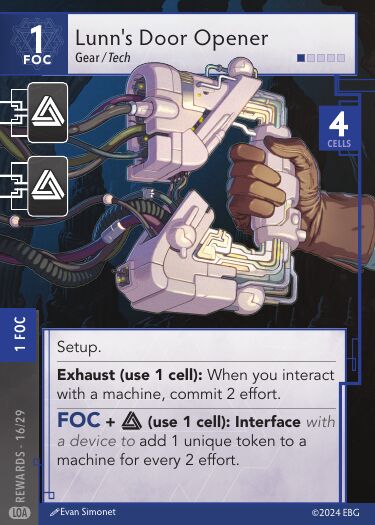 1
FOC
Lunn's Door Opener
Gear / Tech
4
CELLS
Setup.
Exhaust (use 1 cell): When you interact
with a machine, commit 2 effort.
FOC + (use 1 cell): Interface with
a device to add 1 unique token to a
machine for every 2 effort.
1 FOC
REWARDS - 16/29
LOA
Evan Simonet
©2024 EBG